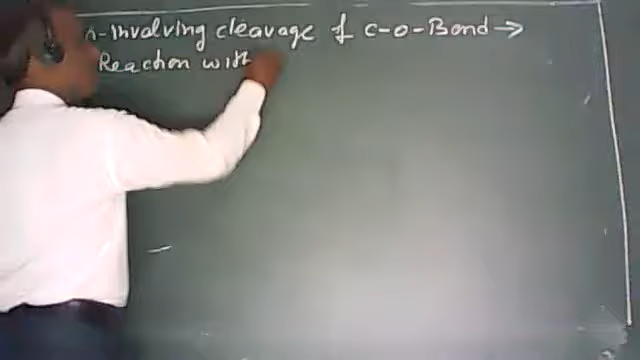 n-Involving cleavage of C-O-Bond →
Reaction with